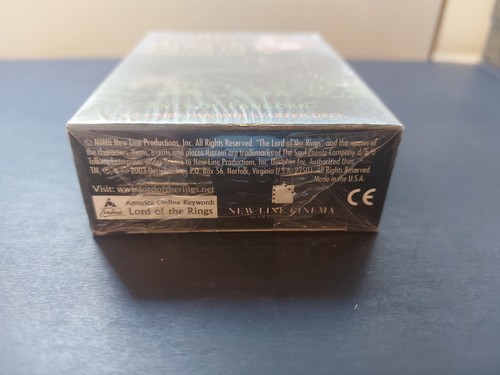 STARTER DECK
New Line Productions, Inc. All Rights Reserved. "The Lord of the Rings" and the names of
the characters, items, events and places therein are trademarks of The Saul Zaentz Company d/b/a
Tolkien Enterprises under license to New Line Productions, Inc. Decipher Inc. Authorized User.
TM, ® & © 2003 Decipher Inc. P.O. Box 56, Norfolk, Virginia U.S.A. 23501. All Rights Reserved.
Visit: www.lordoftherings.net
Made in the U.S.A.
America Online Keyword:
Lord of the Rings
NEW LINE CINEMA
CE